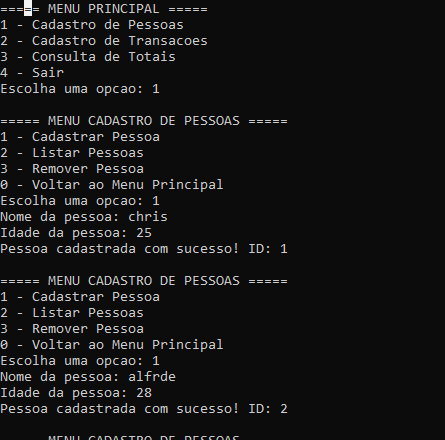 ===== MENU PRINCIPAL =====
1 - Cadastro de Pessoas
2 - Cadastro de Transacoes
3 - Consulta de Totais
4 - Sair
Escolha uma opcao: 1
===== MENU CADASTRO DE PESSOAS =====
1 - Cadastrar Pessoa
2 - Listar Pessoas
3 - Remover Pessoa
0 - Voltar ao Menu Principal
Escolha uma opcao: 1
Nome da pessoa: chris
Idade da pessoa: 25
Pessoa cadastrada com sucesso! ID: 1
===== MENU CADASTRO DE PESSOAS =====
1 - Cadastrar Pessoa
2 - Listar Pessoas
3 - Remover Pessoa
0 - Voltar ao Menu Principal
Escolha uma opcao: 1
Nome da pessoa: alfrde
Idade da pessoa: 28
Pessoa cadastrada com sucesso! ID: 2
===== MENU CADASTRO DE PESSOAS =====